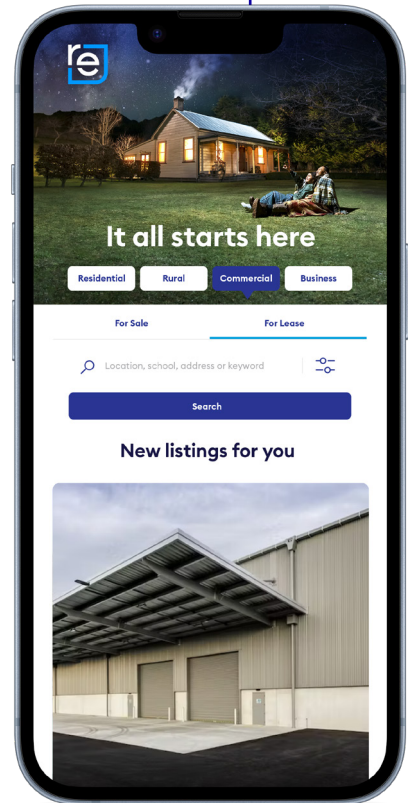 re
It all starts here
Residential Rural Commercial Business
For Sale For Lease
Location, school, address or keyword
Search
New listings for you